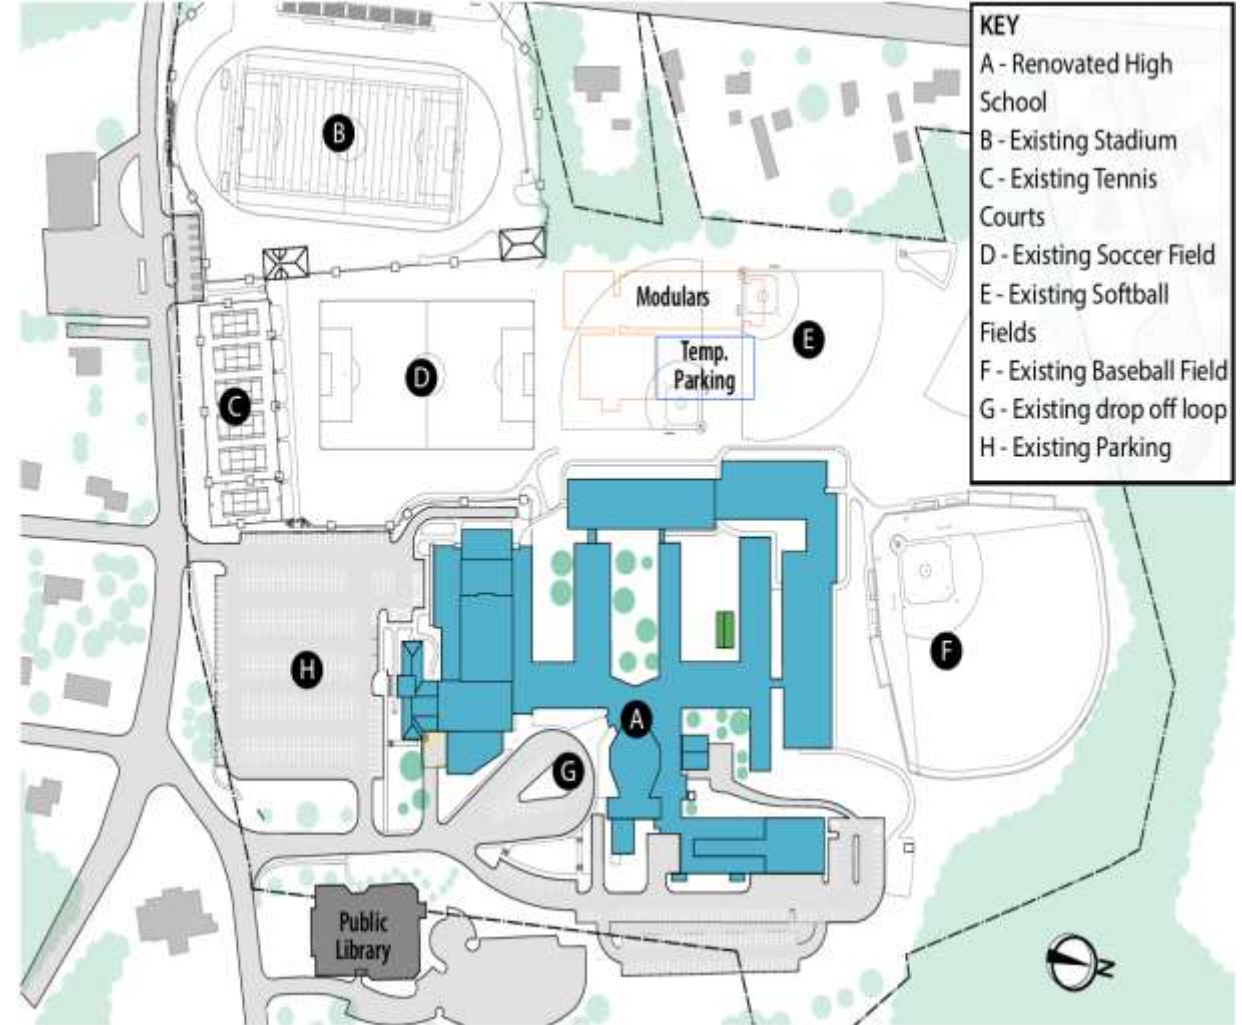 KEY
A - Renovated High
School
B - Existing Stadium
C - Existing Tennis
Courts
D - Existing Soccer Field
E - Existing Softball
Fields
F - Existing Baseball Field
G - Existing drop off loop
H - Existing Parking
B
Modulars
E
Temp.
Parking
D
C
F
H
A
G
Public
Library
N